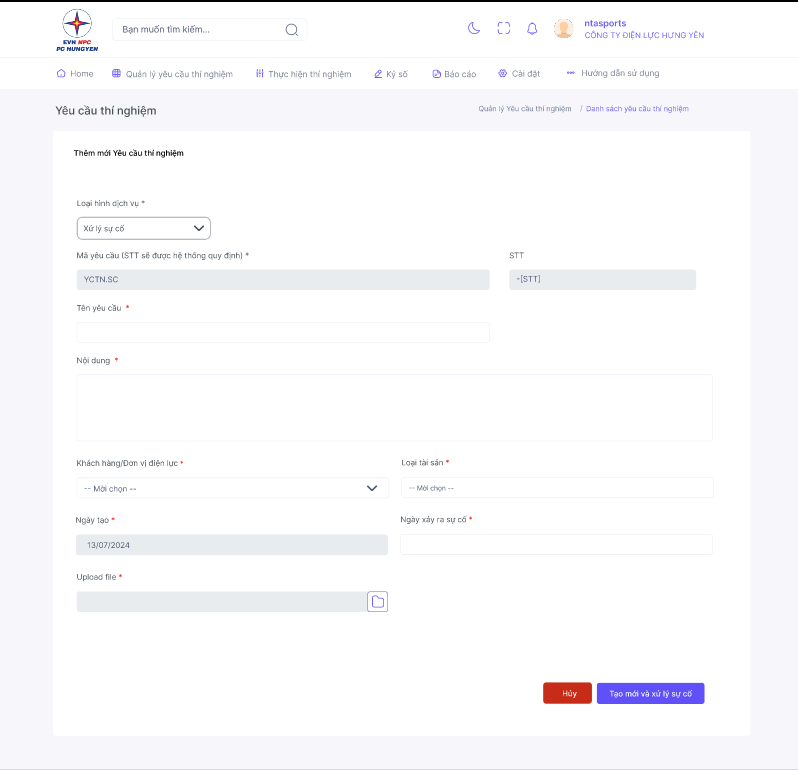 EVN NPC
PC HUNGYEN
Bạn muốn tìm kiếm...
ntasports
CÔNG TY ĐIỆN LỰC HƯNG YÊN
Home
Quản lý yêu cầu thí nghiệm
Thực hiện thí nghiệm
Ký số
Báo cáo
Cài đặt
Hướng dẫn sử dụng
Yêu cầu thí nghiệm
Quản lý Yêu cầu thí nghiệm / Danh sách yêu cầu thí nghiệm
Thêm mới Yêu cầu thí nghiệm
Loại hình dịch vụ *
Xử lý sự cố
Mã yêu cầu (STT sẽ được hệ thống quy định) *
STT
YCTN.SC
-[STT]
Tên yêu cầu *
Nội dung *
Khách hàng/Đơn vị điện lực *
Loại tài sản *
-- Mời chọn --
-- Mời chọn --
Ngày tạo *
Ngày xảy ra sự cố *
13/07/2024
Upload file *
Hủy
Tạo mới và xử lý sự cố